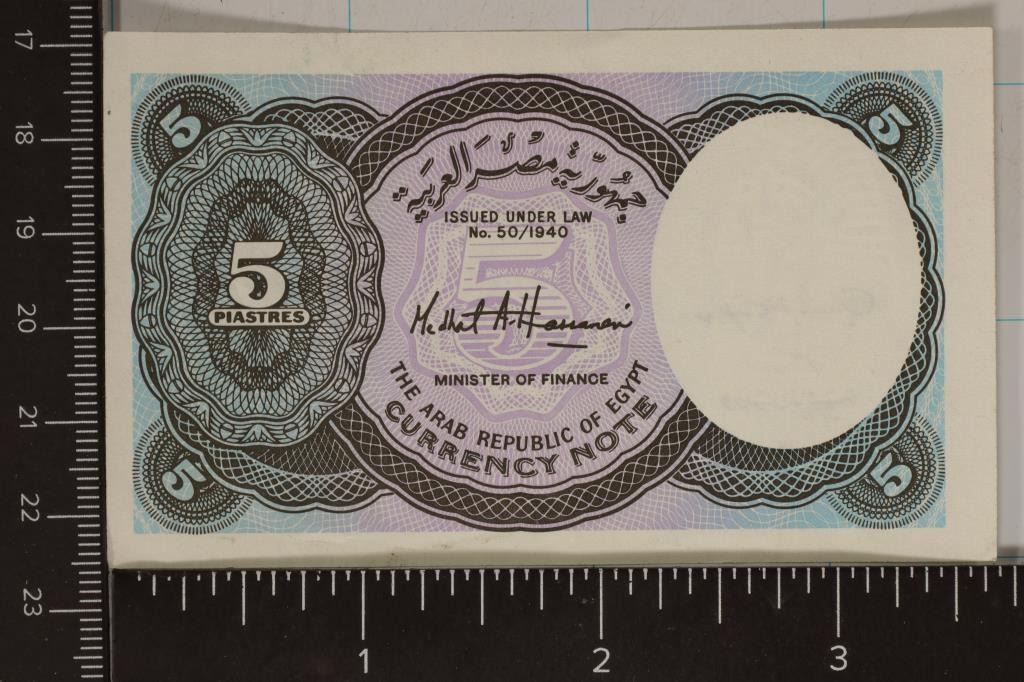 5
5
جمهورية مصر العربية
ISSUED UNDER LAW
No. 50/1940
5
PIASTRES
5
Medhat A. Hassanein
MINISTER OF FINANCE
THE ARAB REPUBLIC OF EGYPT
CURRENCY NOTE
5
5
17
18
19
20
21
22
23
1
2
3